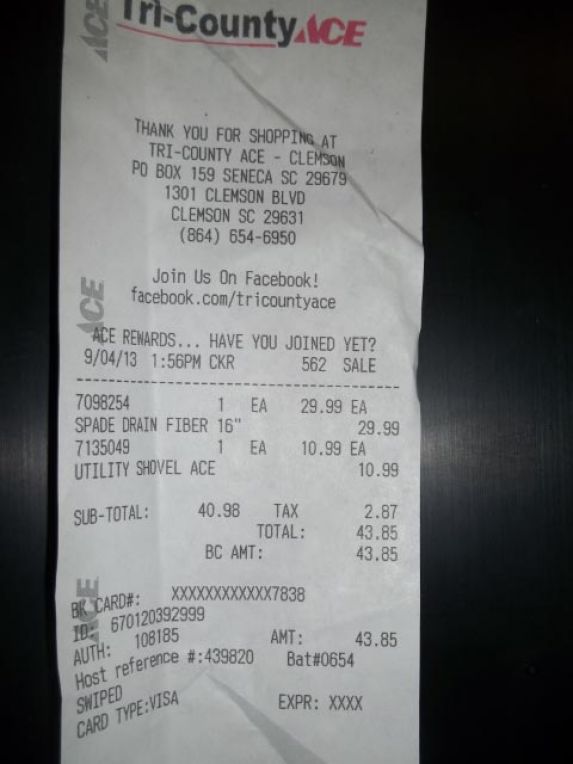 Tri-County ACE
ACE
THANK YOU FOR SHOPPING AT
TRI-COUNTY ACE - CLEMSON
PO BOX 159 SENECA SC 29679
1301 CLEMSON BLVD
CLEMSON SC 29631
(864) 654-6950
Join Us On Facebook!
facebook.com/tricountyace
ACE
ACE REWARDS... HAVE YOU JOINED YET?
9/04/13 1:56PM CKR 562 SALE
----------------------------------------
7098254 1 EA 29.99 EA
SPADE DRAIN FIBER 16" 29.99
7135049 1 EA 10.99 EA
UTILITY SHOVEL ACE 10.99
SUB-TOTAL: 40.98 TAX 2.87
TOTAL: 43.85
BC AMT: 43.85
ACE
BK CARD#: XXXXXXXXXXXX7838
ID: 670120392999
AUTH: 108185 AMT: 43.85
Host reference #:439820 Bat#0654
SWIPED
CARD TYPE:VISA EXPR: XXXX